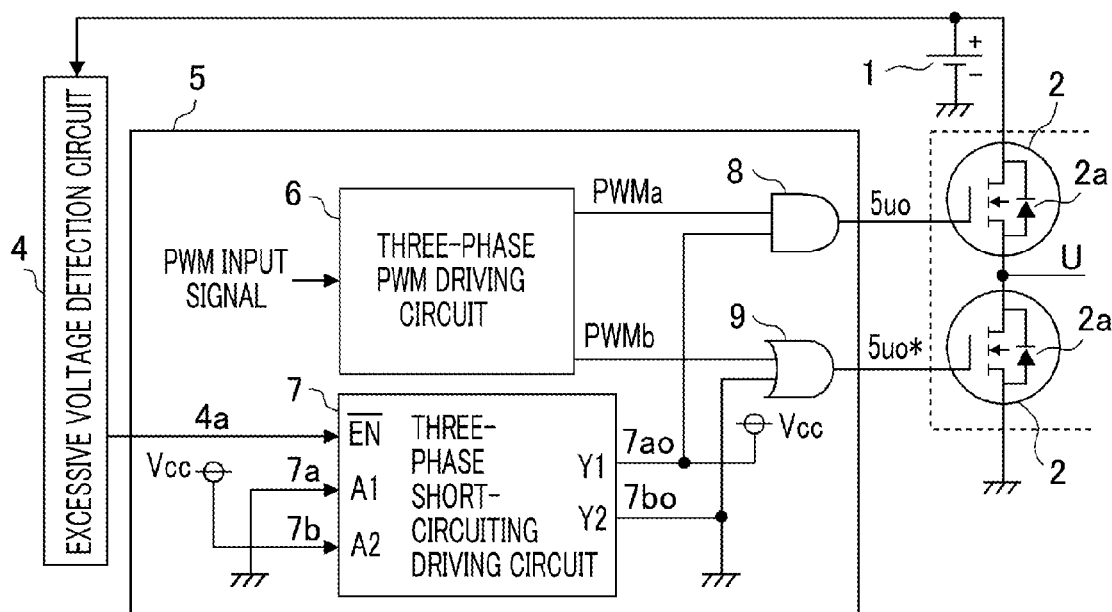 1
+
−
5
2
2a
4
EXCESSIVE VOLTAGE DETECTION CIRCUIT
6
PWMa
8
5uo
PWM INPUT
SIGNAL
THREE-PHASE
PWM DRIVING
CIRCUIT
U
PWMb
9
5uo*
2a
7
4a
EN
THREE-
PHASE
SHORT-
CIRCUITING
DRIVING CIRCUIT
Vcc
7a
A1
7b
A2
Y1
7ao
Vcc
Y2
7bo
2